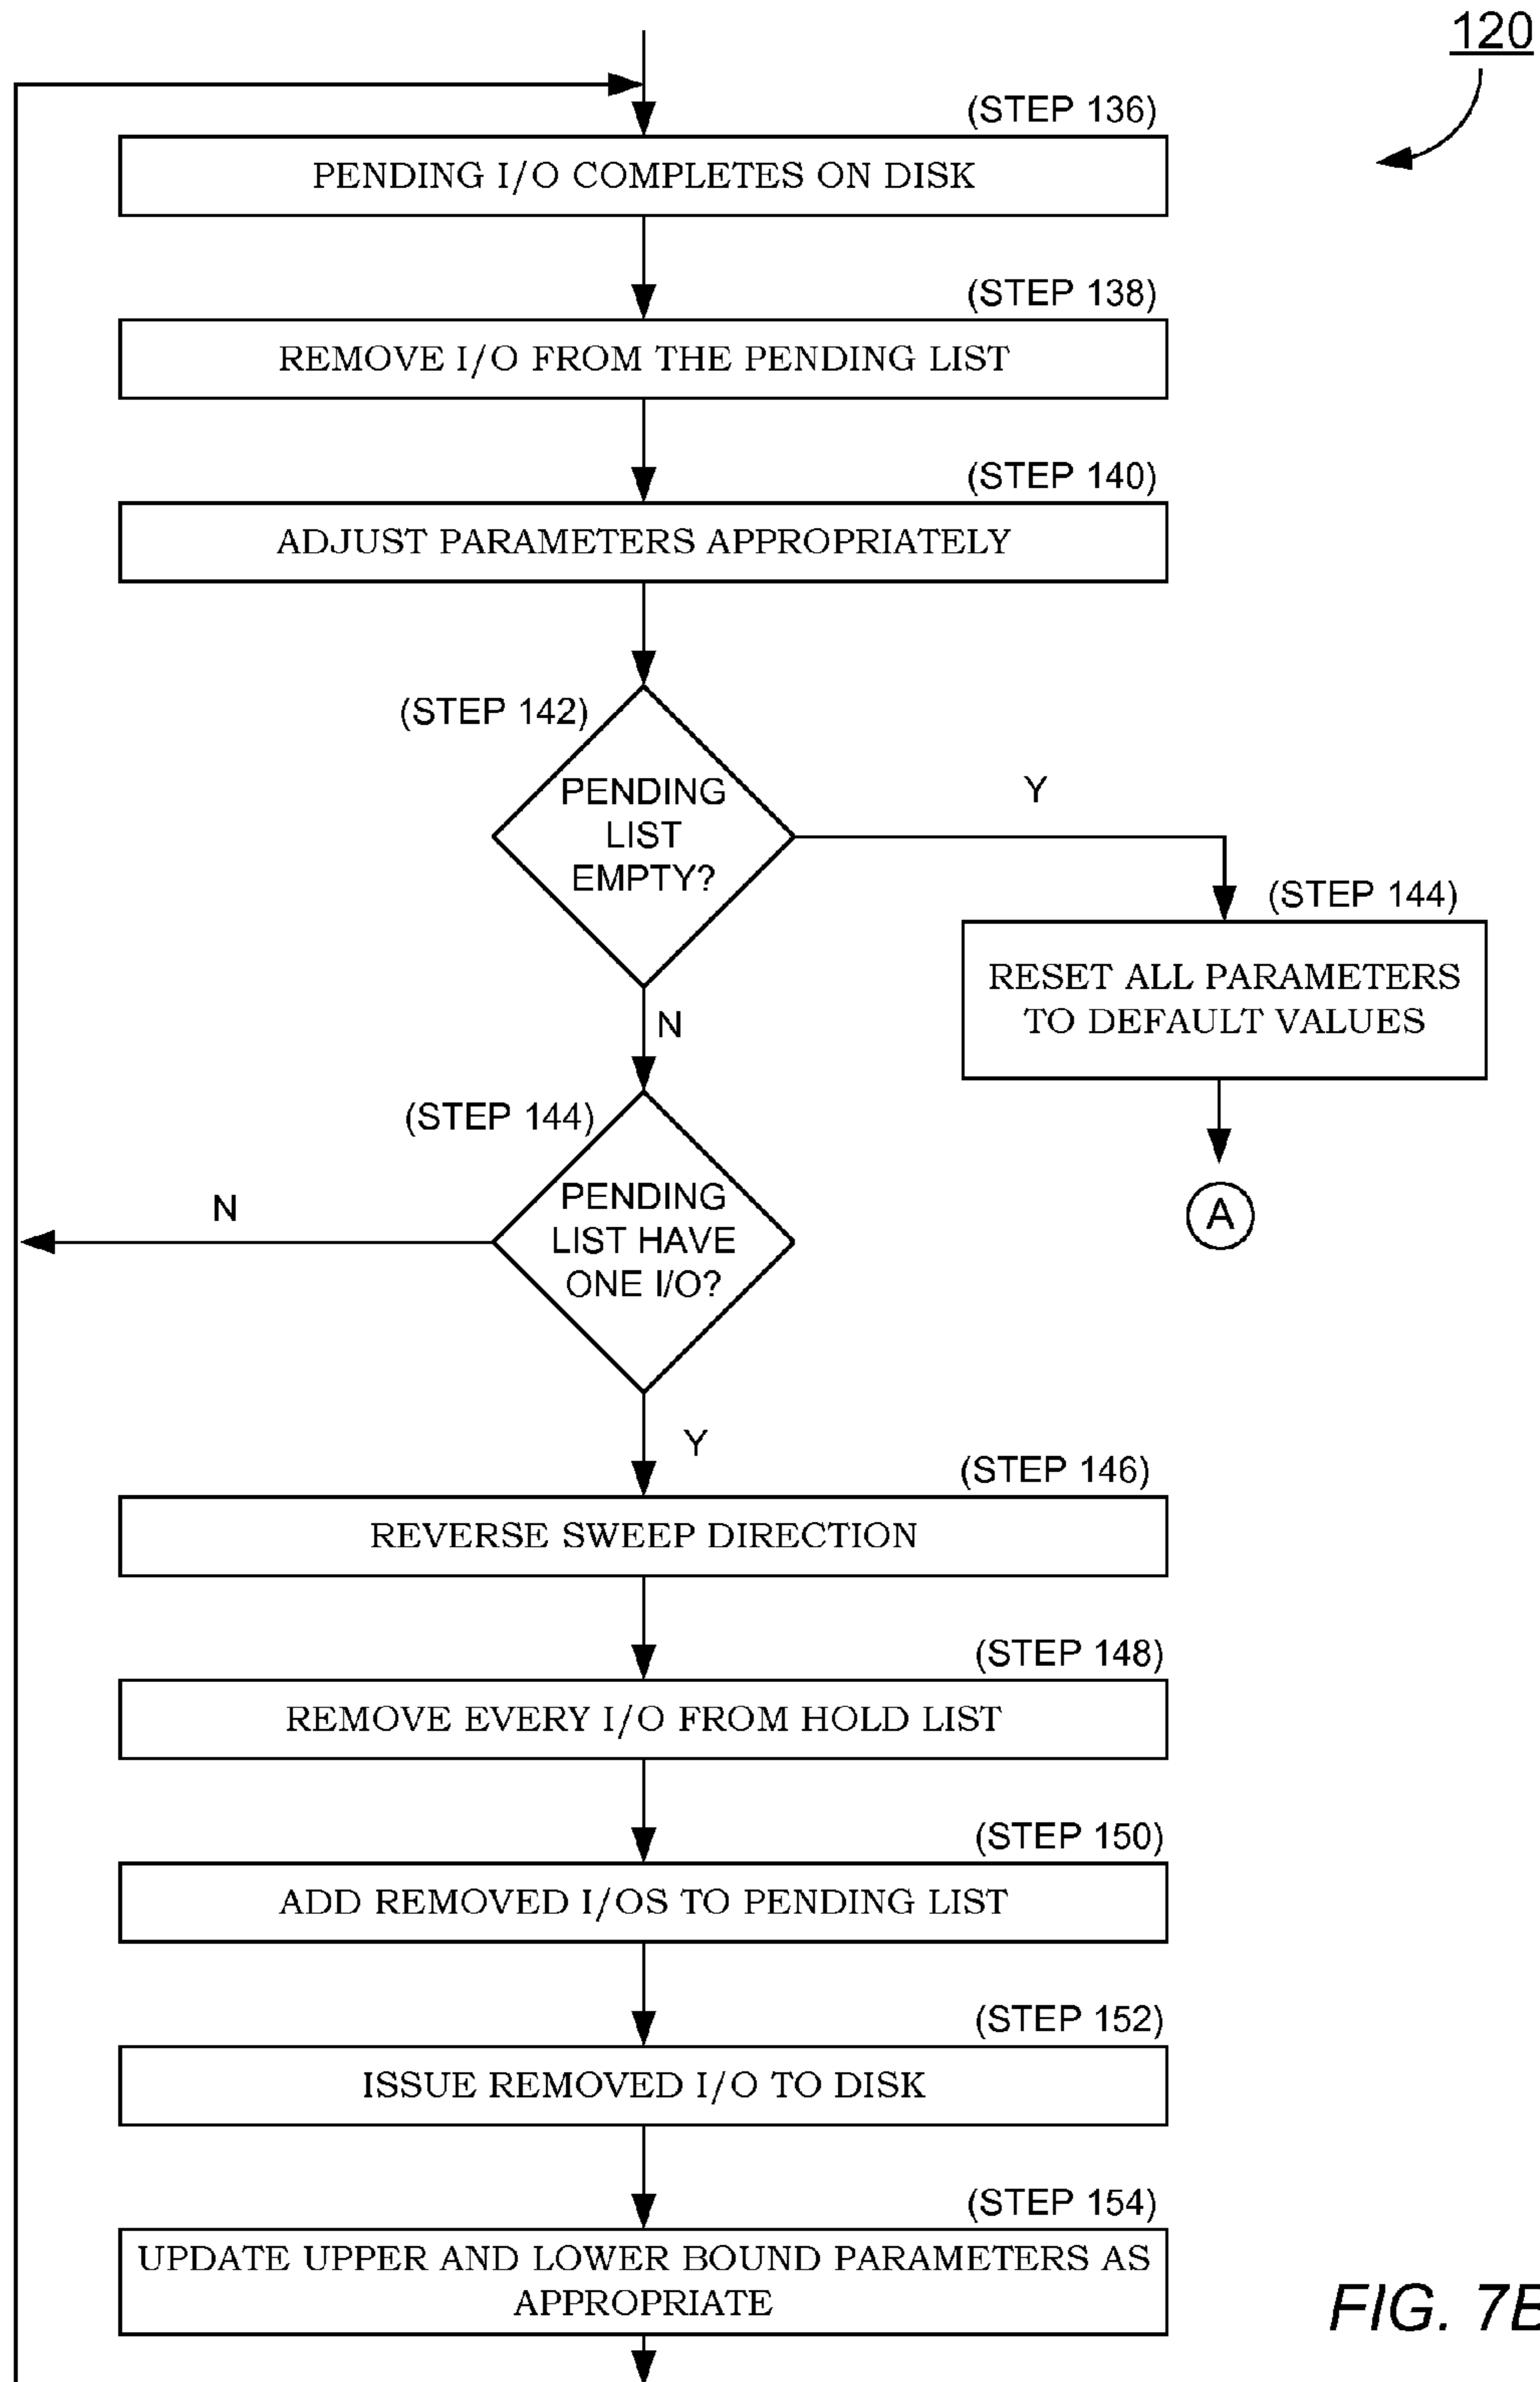 120
(STEP 136)
PENDING I/O COMPLETES ON DISK
(STEP 138)
REMOVE I/O FROM THE PENDING LIST
(STEP 140)
ADJUST PARAMETERS APPROPRIATELY
(STEP 142)
PENDING
LIST
EMPTY?
Y
(STEP 144)
RESET ALL PARAMETERS
TO DEFAULT VALUES
A
N
(STEP 144)
PENDING
LIST HAVE
ONE I/O?
N
Y
(STEP 146)
REVERSE SWEEP DIRECTION
(STEP 148)
REMOVE EVERY I/O FROM HOLD LIST
(STEP 150)
ADD REMOVED I/OS TO PENDING LIST
(STEP 152)
ISSUE REMOVED I/O TO DISK
(STEP 154)
UPDATE UPPER AND LOWER BOUND PARAMETERS AS
APPROPRIATE
FIG. 7B